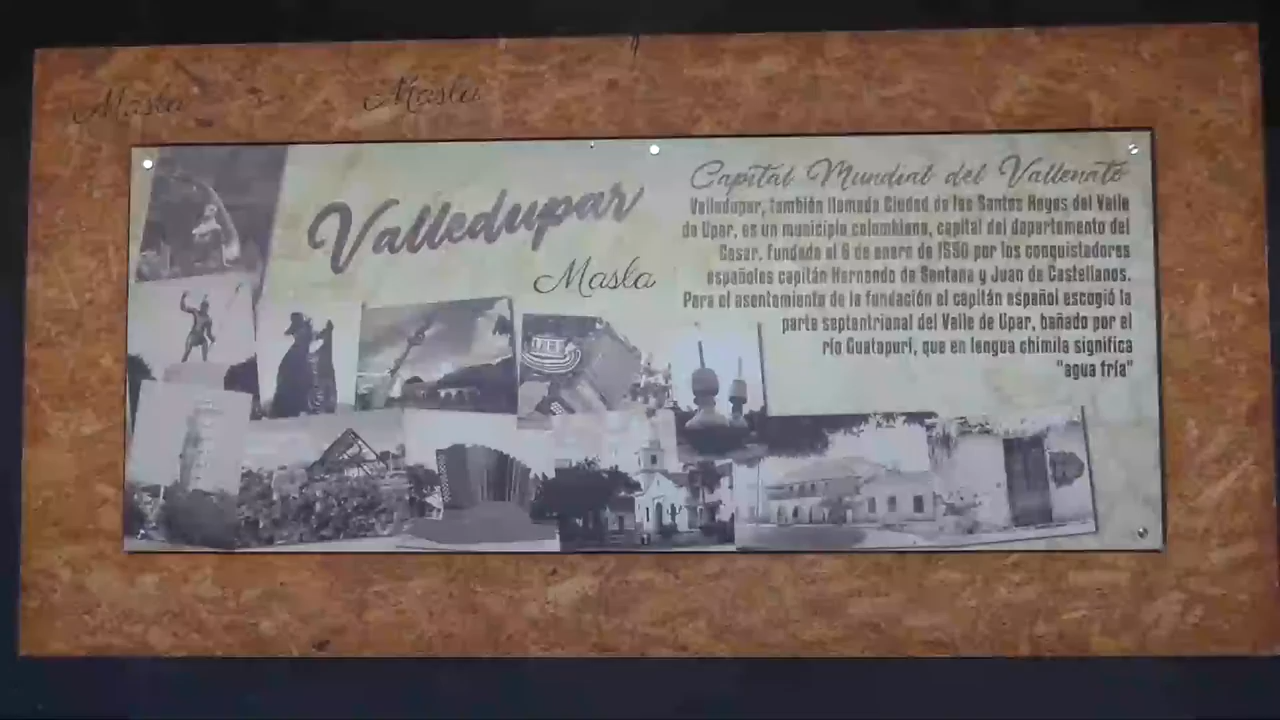 Masla
Masla
Valledupar
Masla
Capital Mundial del Vallenato
Valledupar, también llamada Ciudad de los Santos Reyes del Valle
de Upar, es un municipio colombiano, capital del departamento del
Cesar. Fundada el 6 de enero de 1550 por los conquistadores
españoles capitán Hernando de Santana y Juan de Castellanos.
Para el asentamiento de la fundación el capitán español escogió la
parte septentrional del Valle de Upar, bañado por el
río Guatapurí, que en lengua chimila significa
"agua fría"